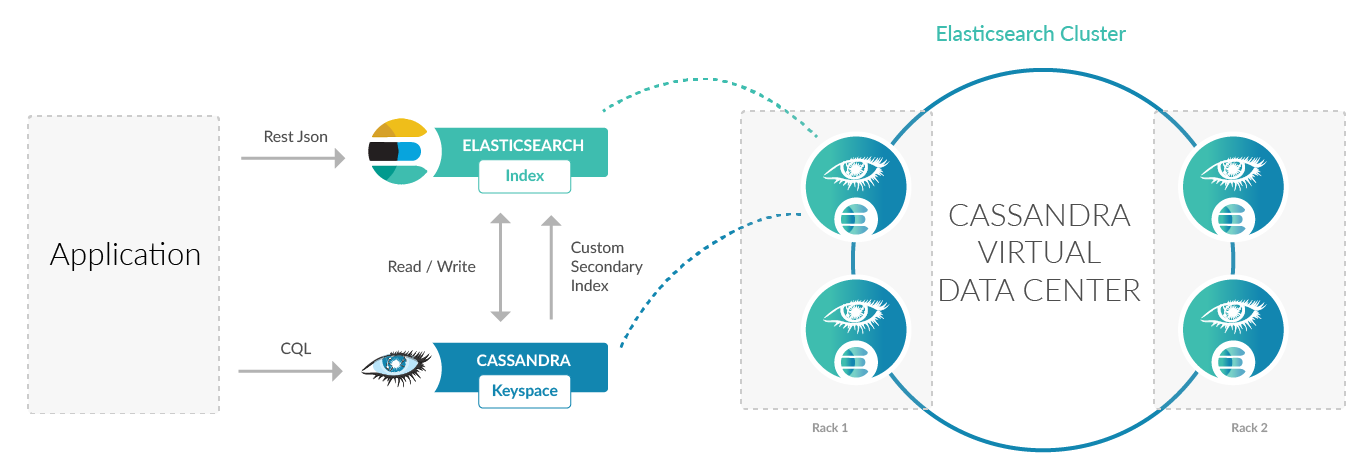 Elasticsearch Cluster
Application
Rest Json
ELASTICSEARCH
Index
Read / Write
Custom
Secondary
Index
CQL
CASSANDRA
Keyspace
CASSANDRA
VIRTUAL
DATA CENTER
Rack 1
Rack 2